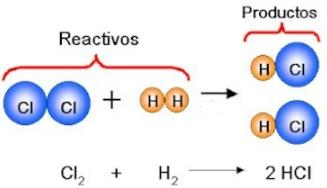 Productos
Reactivos
H Cl
Cl Cl + H H
H Cl
Cl₂ + H₂ 2 HCl